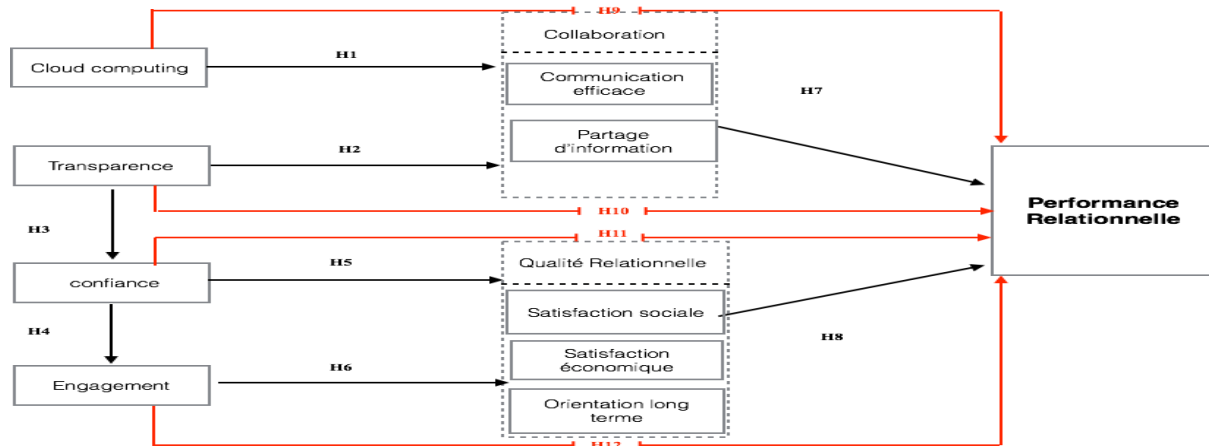 H9
Collaboration
Cloud computing
H1
Communication
efficace
H7
Partage
d'information
Transparence
H2
Performance
Relationnelle
H10
H3
H11
Qualité Relationnelle
confiance
H5
Satisfaction sociale
H4
H8
Satisfaction
économique
Engagement
H6
Orientation long
terme
H12